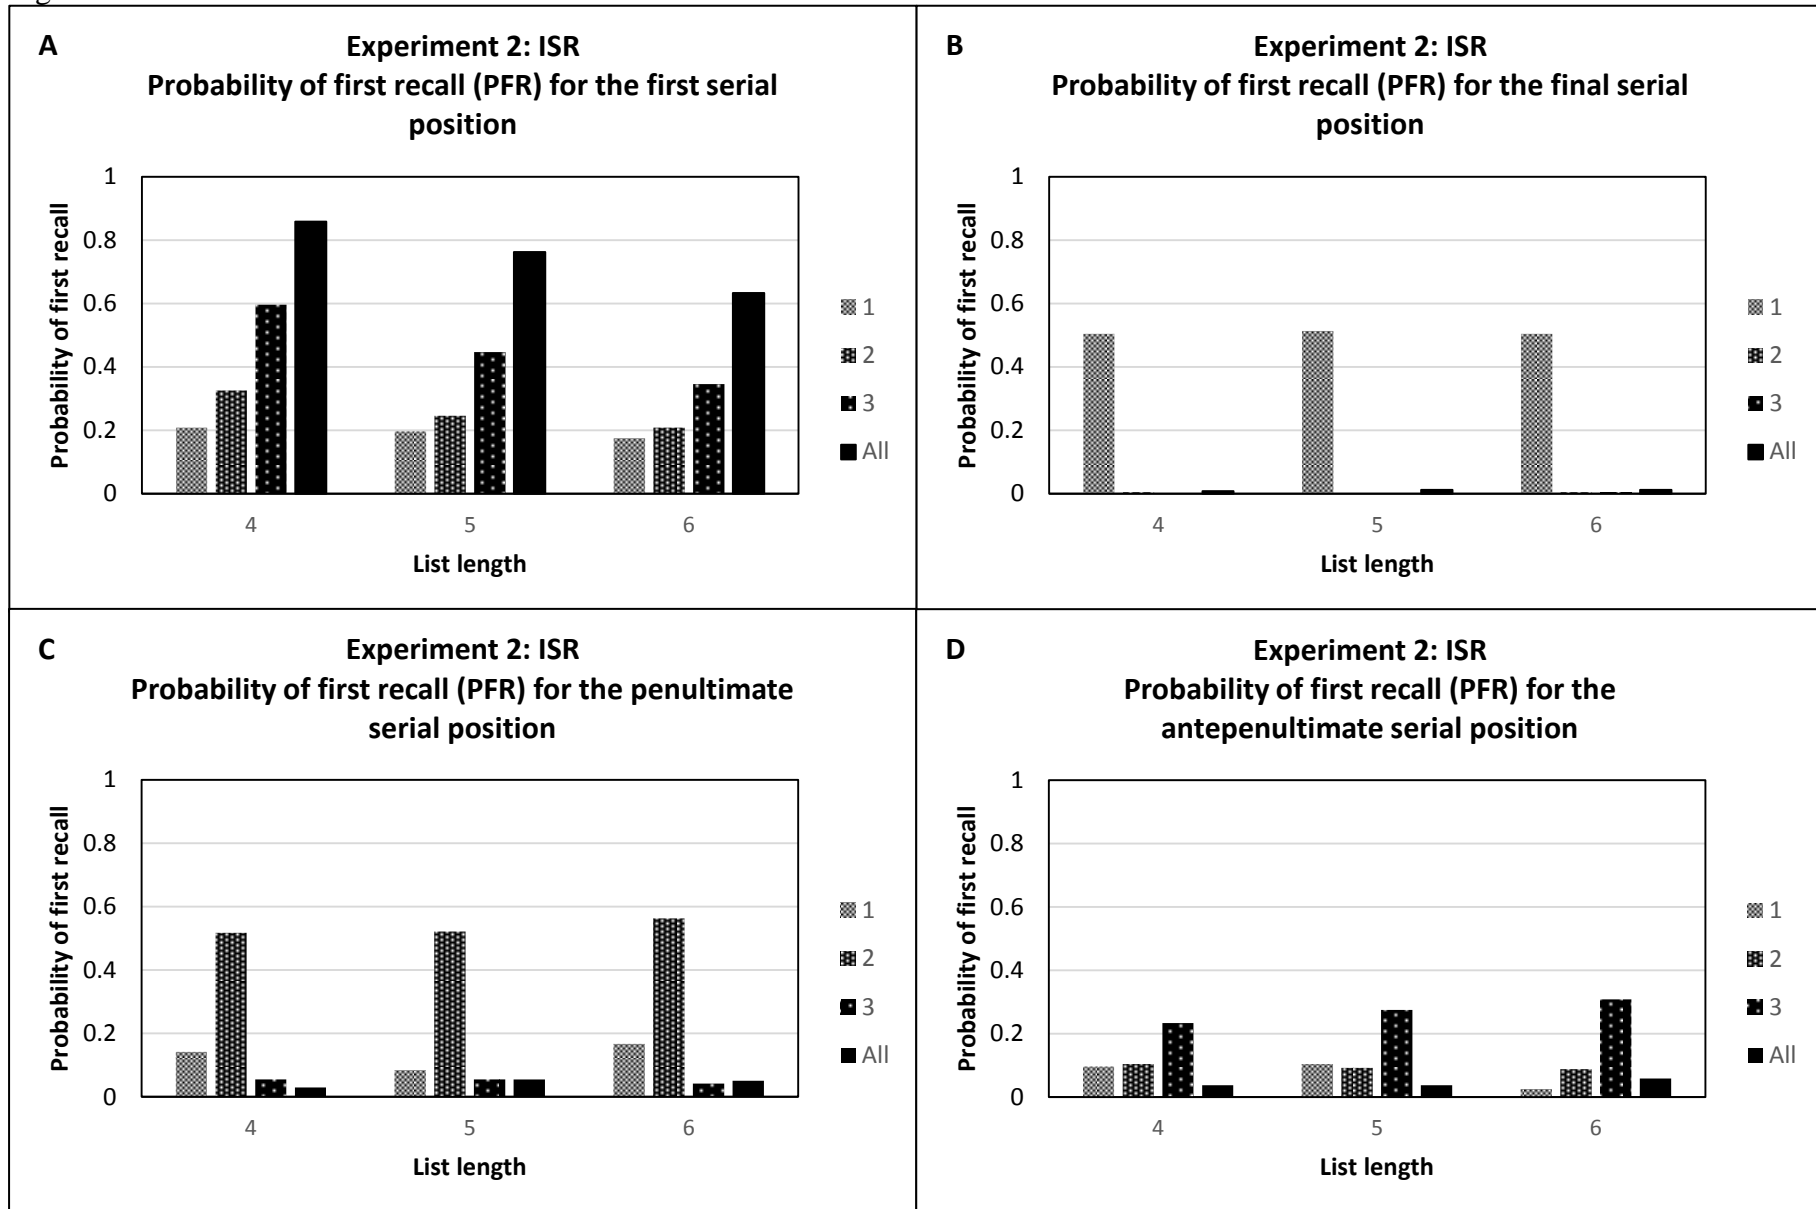 A
Experiment 2: ISR
Probability of first recall (PFR) for the first serial
position
Probability of first recall
1
0.8
0.6
0.4
0.2
0
4 5 6
List length
1
2
3
All
B
Experiment 2: ISR
Probability of first recall (PFR) for the final serial
position
Probability of first recall
1
0.8
0.6
0.4
0.2
0
4 5 6
List length
1
2
3
All
C
Experiment 2: ISR
Probability of first recall (PFR) for the penultimate
serial position
Probability of first recall
1
0.8
0.6
0.4
0.2
0
4 5 6
List length
1
2
3
All
D
Experiment 2: ISR
Probability of first recall (PFR) for the
antepenultimate serial position
Probability of first recall
1
0.8
0.6
0.4
0.2
0
4 5 6
List length
1
2
3
All